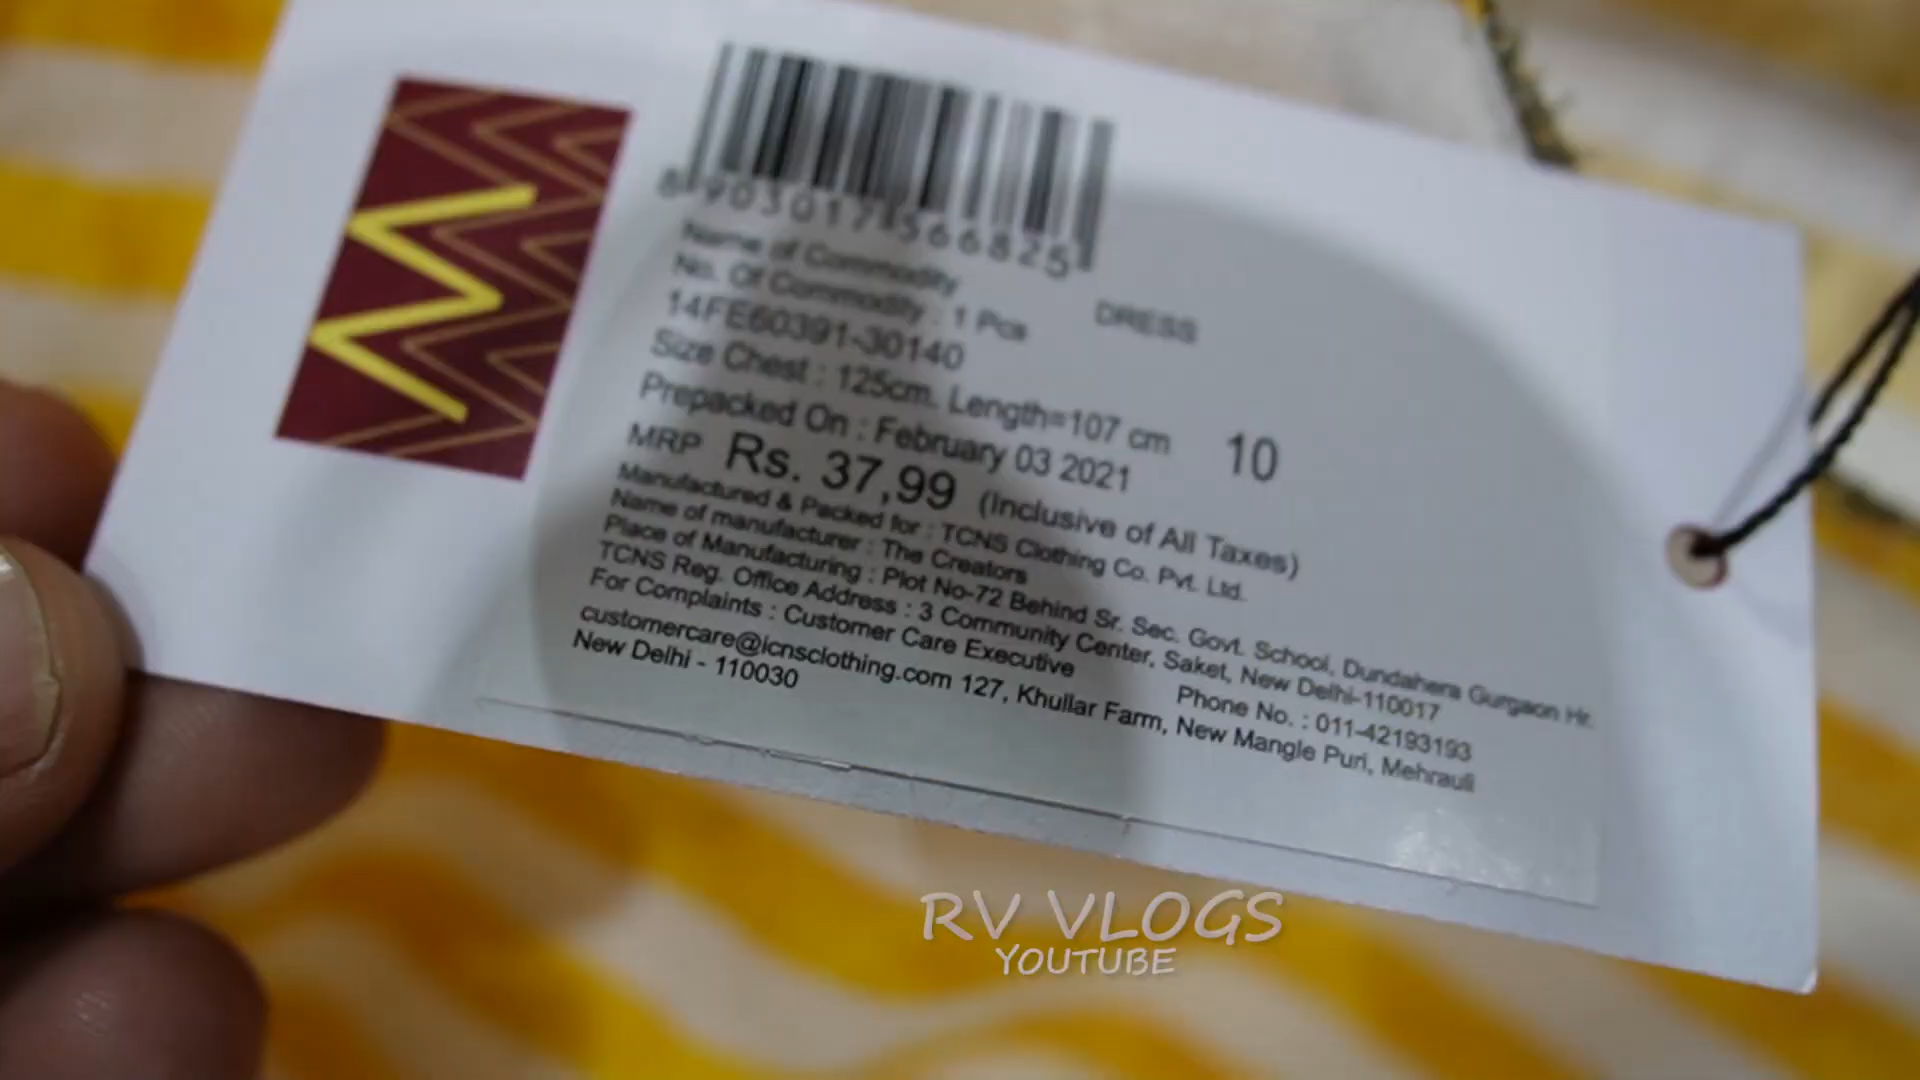 8 903017 566825
Name of Commodity DRESS
No. Of Commodity : 1 Pcs
14FE60391-30140
Size Chest : 125cm. Length=107 cm 10
Prepacked On : February 03 2021
MRP Rs. 37,99 (Inclusive of All Taxes)
Manufactured & Packed for : TCNS Clothing Co. Pvt. Ltd.
Name of manufacturer : The Creators
Place of Manufacturing : Plot No-72 Behind Sr. Sec. Govt. School, Dundahera Gurgaon Hr.
TCNS Reg. Office Address : 3 Community Center, Saket, New Delhi-110017
For Complaints : Customer Care Executive Phone No. : 011-42193193
customercare@icnsclothing.com 127, Khullar Farm, New Mangle Puri, Mehrauli
New Delhi - 110030
RV VLOGS
YOUTUBE